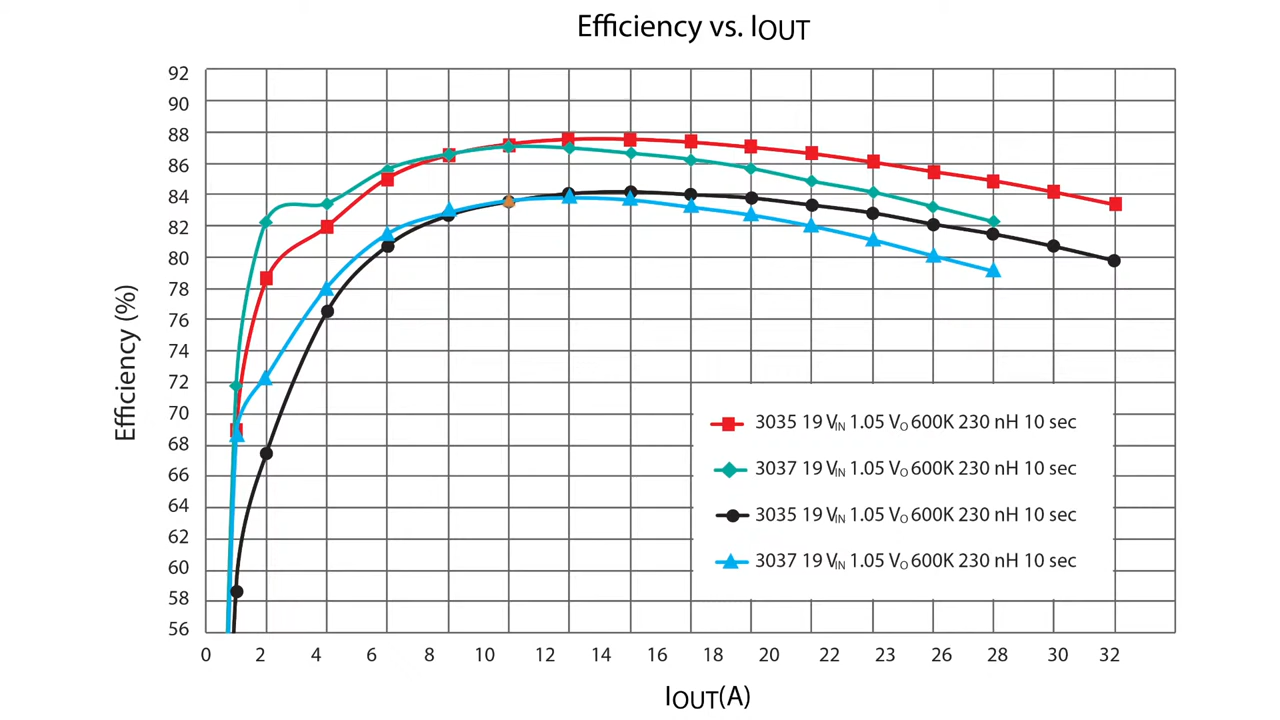 Efficiency vs. IOUT
92
90
88
86
84
82
80
78
76
74
72
70
68
66
64
62
60
58
56
Efficiency (%)
3035 19 VIN 1.05 VO 600K 230 nH 10 sec
3037 19 VIN 1.05 VO 600K 230 nH 10 sec
3035 19 VIN 1.05 VO 600K 230 nH 10 sec
3037 19 VIN 1.05 VO 600K 230 nH 10 sec
0 2 4 6 8 10 12 14 16 18 20 22 23 26 28 30 32
IOUT(A)